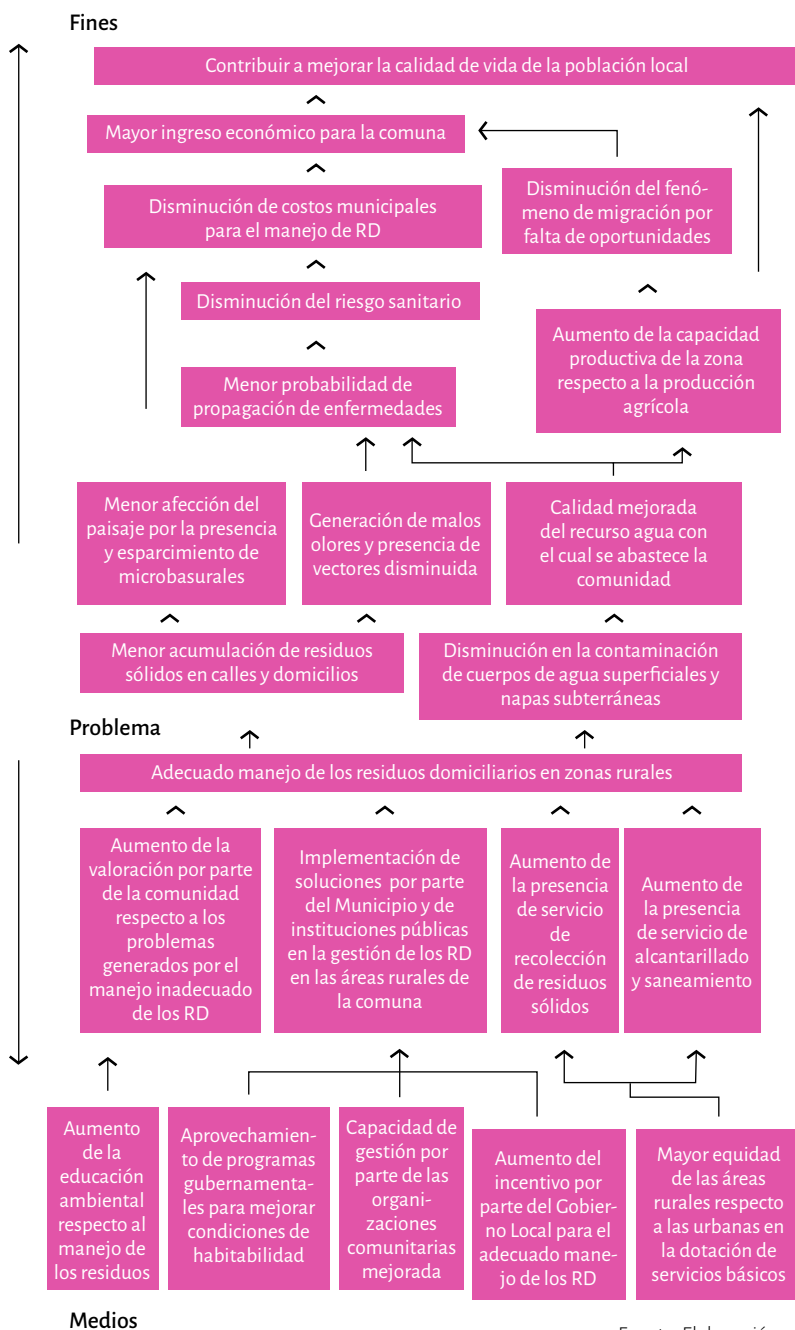 Fines
Contribuir a mejorar la calidad de vida de la población local
Mayor ingreso económico para la comuna
Disminución de costos municipales
para el manejo de RD
Disminución del fenó-
meno de migración por
falta de oportunidades
Disminución del riesgo sanitario
Aumento de la capacidad
productiva de la zona
respecto a la producción
agrícola
Menor probabilidad de
propagación de enfermedades
Menor afección del
paisaje por la presencia
y esparcimiento de
microbasurales
Generación de malos
olores y presencia de
vectores disminuida
Calidad mejorada
del recurso agua con
el cual se abastece la
comunidad
Menor acumulación de residuos
sólidos en calles y domicilios
Disminución en la contaminación
de cuerpos de agua superficiales y
napas subterráneas
Problema
Adecuado manejo de los residuos domiciliarios en zonas rurales
Aumento de la
valoración por parte
de la comunidad
respecto a los
problemas
generados por el
manejo inadecuado
de los RD
Implementación de
soluciones por parte
del Municipio y de
instituciones públicas
en la gestión de los RD
en las áreas rurales de
la comuna
Aumento de
la presencia
de servicio
de
recolección
de residuos
sólidos
Aumento de
la presencia
de servicio de
alcantarillado
y saneamiento
Aumento
de la
educación
ambiental
respecto al
manejo de
los residuos
Aprovechamien-
to de programas
gubernamenta-
les para mejorar
condiciones de
habitabilidad
Capacidad de
gestión por
parte de las
organi-
zaciones
comunitarias
mejorada
Aumento del
incentivo por
parte del Gobier-
no Local para el
adecuado mane-
jo de los RD
Mayor equidad
de las áreas
rurales respecto
a las urbanas en
la dotación de
servicios básicos
Medios